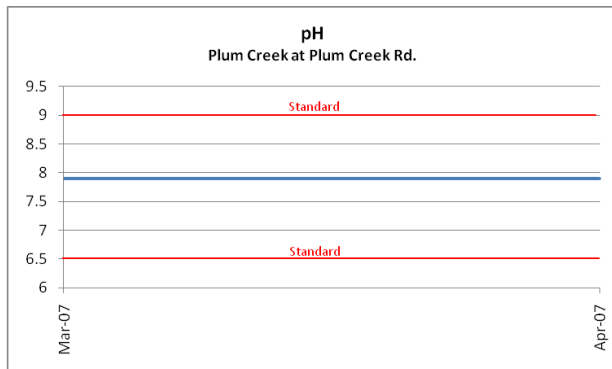 pH
Plum Creek at Plum Creek Rd.
9.5
Standard
9
8.5
8
7.5
7
Standard
6.5
6
Mar-07
Apr-07